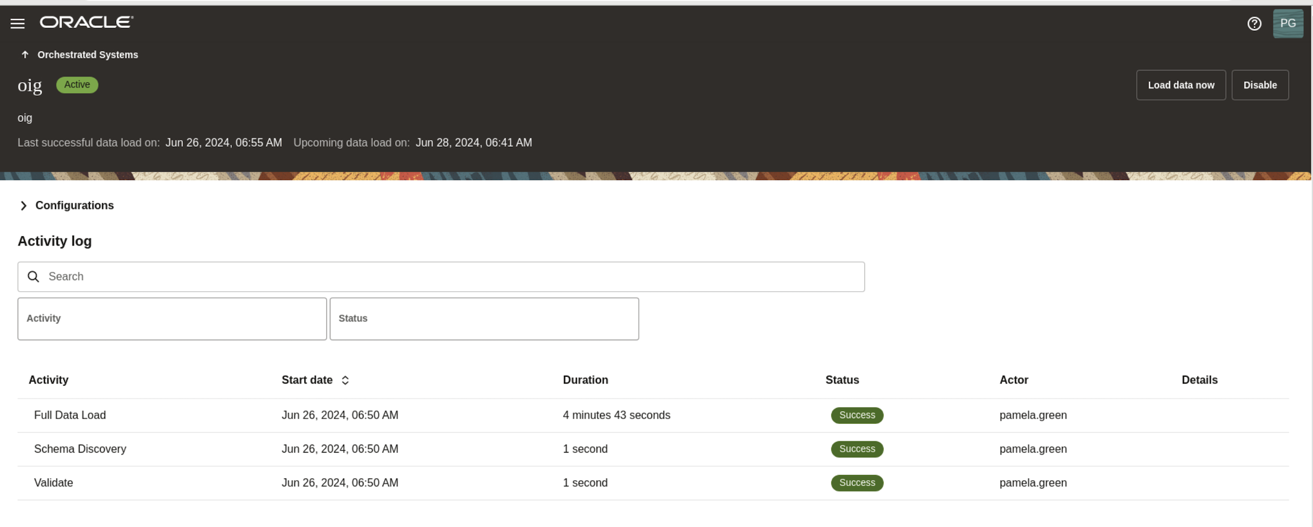 ORACLE
PG
Orchestrated Systems
oig Active
Load data now Disable
oig
Last successful data load on: Jun 26, 2024, 06:55 AM Upcoming data load on: Jun 28, 2024, 06:41 AM
Configurations
Activity log
Search
Activity Status
Activity Start date Duration Status Actor Details
Full Data Load Jun 26, 2024, 06:50 AM 4 minutes 43 seconds Success pamela.green
Schema Discovery Jun 26, 2024, 06:50 AM 1 second Success pamela.green
Validate Jun 26, 2024, 06:50 AM 1 second Success pamela.green